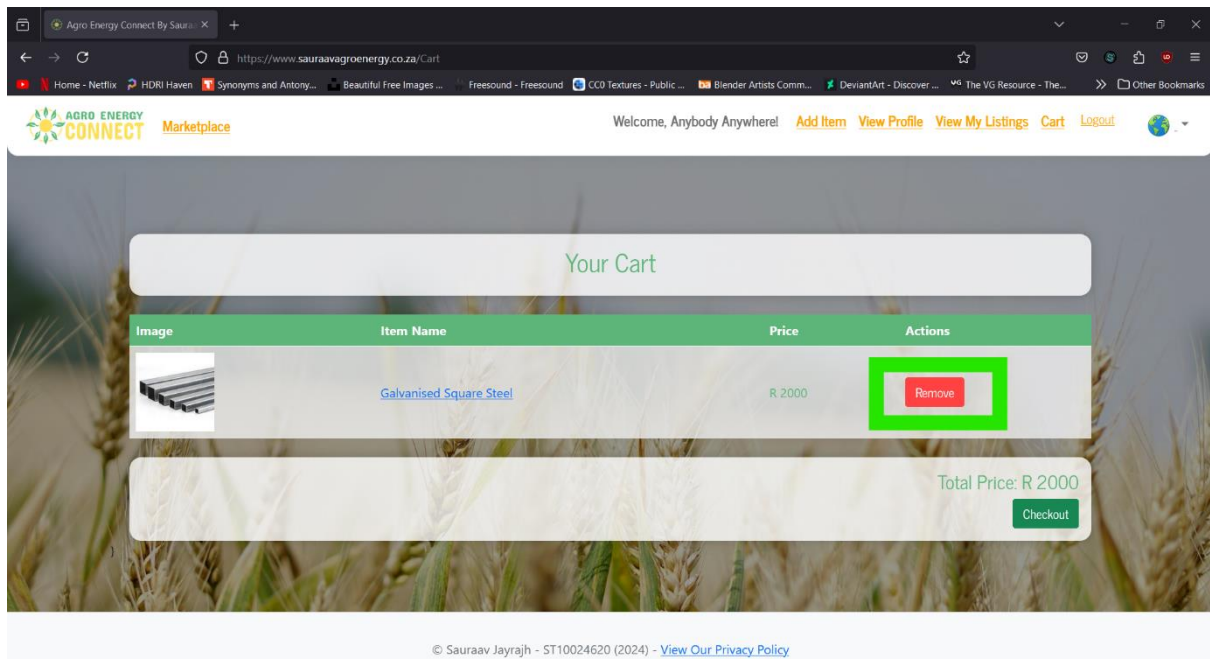 Agro Energy Connect By Saura
https://www.sauraavagroenergy.co.za/Cart
Home - Netflix HDRI Haven Synonyms and Antony... Beautiful Free Images ... Freesound - Freesound CC0 Textures - Public ... Blender Artists Comm... DeviantArt - Discover ... VG The VG Resource - The... Other Bookmarks
AGRO ENERGY
CONNECT
Marketplace Welcome, Anybody Anywhere! Add Item View Profile View My Listings Cart Logout
Your Cart
Image Item Name Price Actions
Galvanised Square Steel R 2000 Remove
Total Price: R 2000
Checkout
}
© Sauraav Jayrajh - ST10024620 (2024) - View Our Privacy Policy